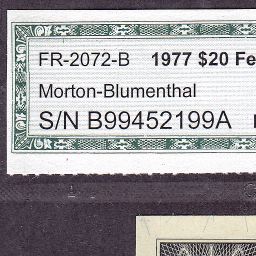 FR-2072-B 1977 $20 Fe
Morton-Blumenthal
S/N B99452199A